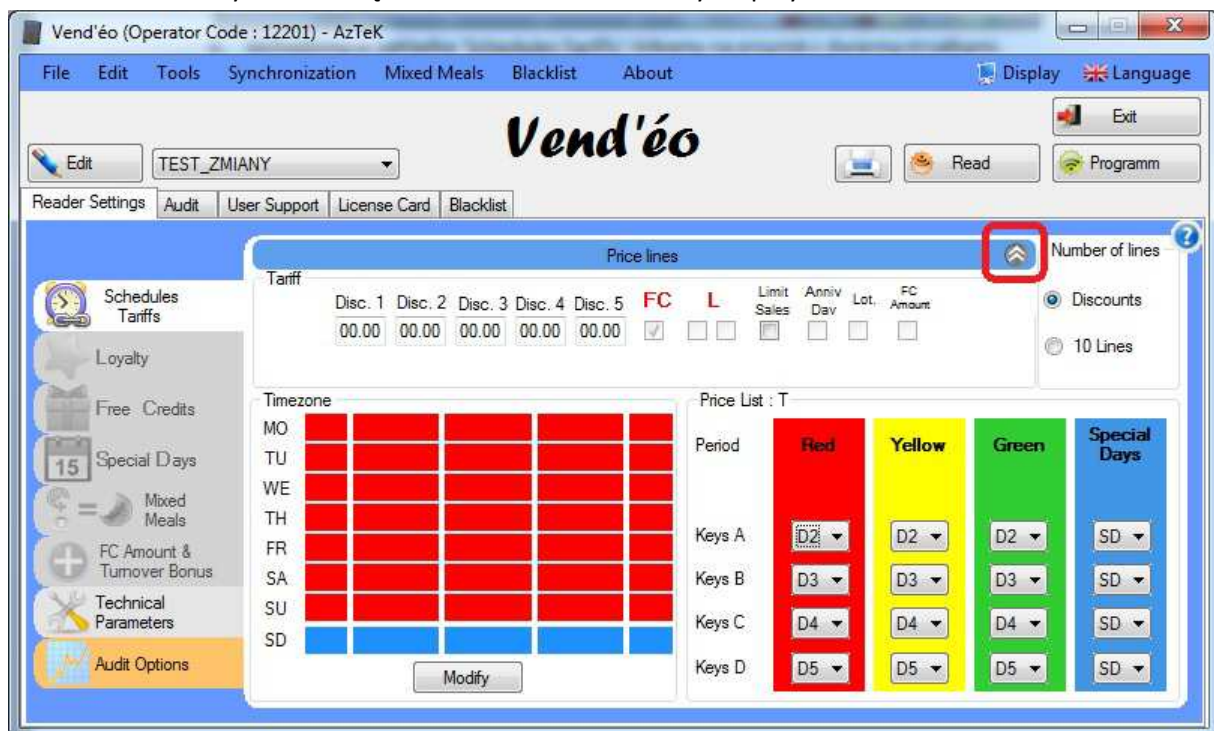 Vend'éo (Operator Code : 12201) - AzTeK
File Edit Tools Synchronization Mixed Meals Blacklist About Display Language
Vend'éo
Exit
Edit TEST_ZMIANY Read Programm
Reader Settings Audit User Support License Card Blacklist
Price lines
Number of lines
Schedules Tariffs
Loyalty
Free Credits
15 Special Days
Mixed Meals
FC Amount & Turnover Bonus
Technical Parameters
Audit Options
Tariff
Disc. 1 Disc. 2 Disc. 3 Disc. 4 Disc. 5 FC L Limit Sales Anniv Day Lot. FC Amount
00.00 00.00 00.00 00.00 00.00
Discounts
10 Lines
Timezone
MO
TU
WE
TH
FR
SA
SU
SD
Modify
Price List : T
Period Red Yellow Green Special Days
Keys A D2 D2 D2 SD
Keys B D3 D3 D3 SD
Keys C D4 D4 D4 SD
Keys D D5 D5 D5 SD